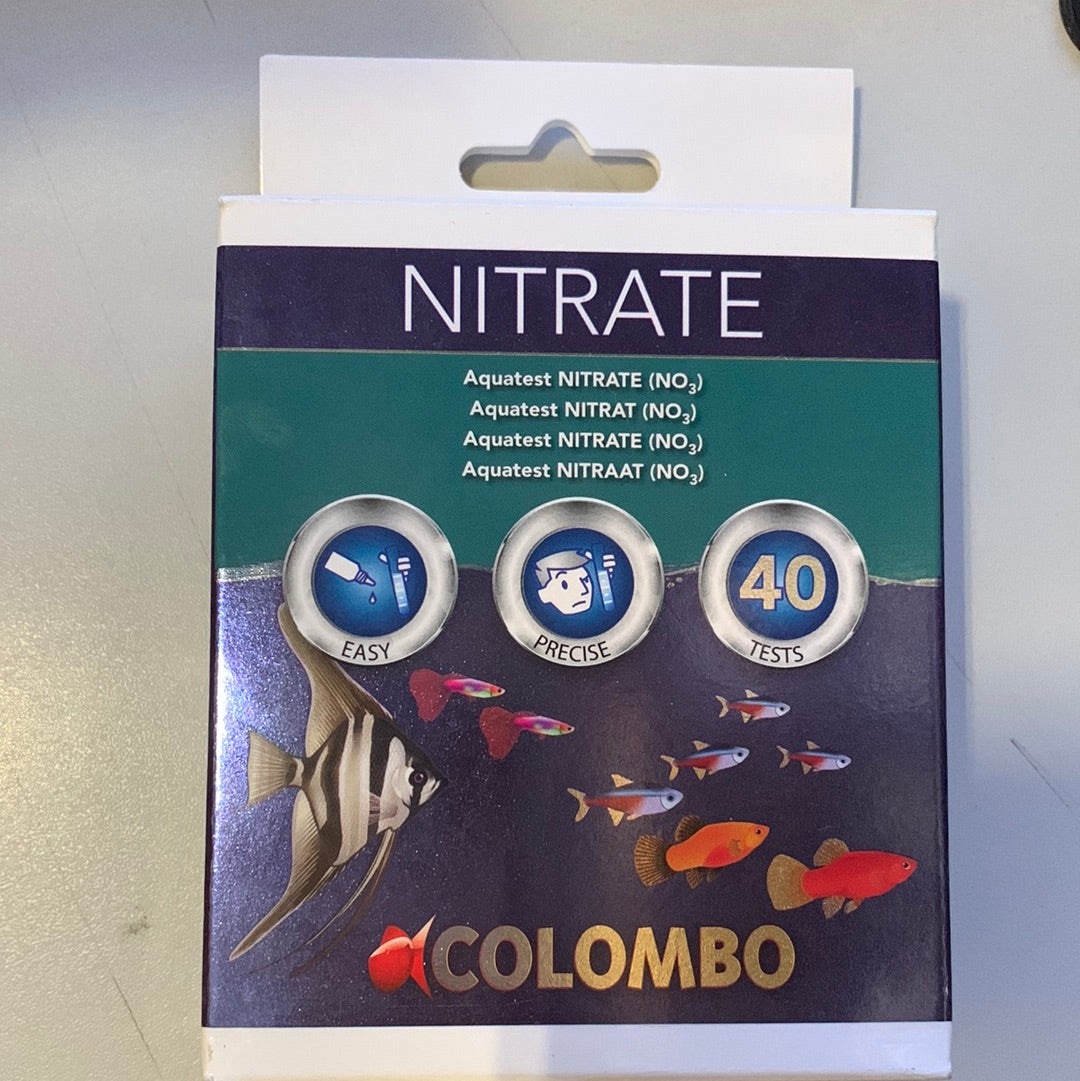 NITRATE
Aquatest NITRATE (NO₃)
Aquatest NITRAT (NO₃)
Aquatest NITRATE (NO₃)
Aquatest NITRAAT (NO₃)
EASY
PRECISE
40
TESTS
COLOMBO